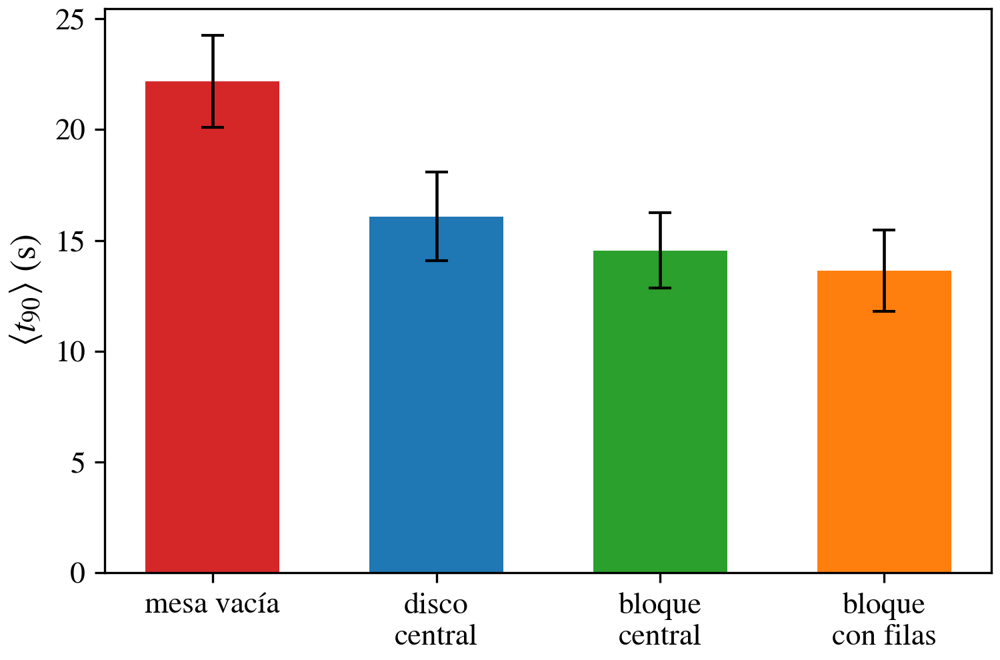 25
20
15
10
5
0
⟨t90⟩ (s)
mesa vacía
disco
central
bloque
central
bloque
con filas